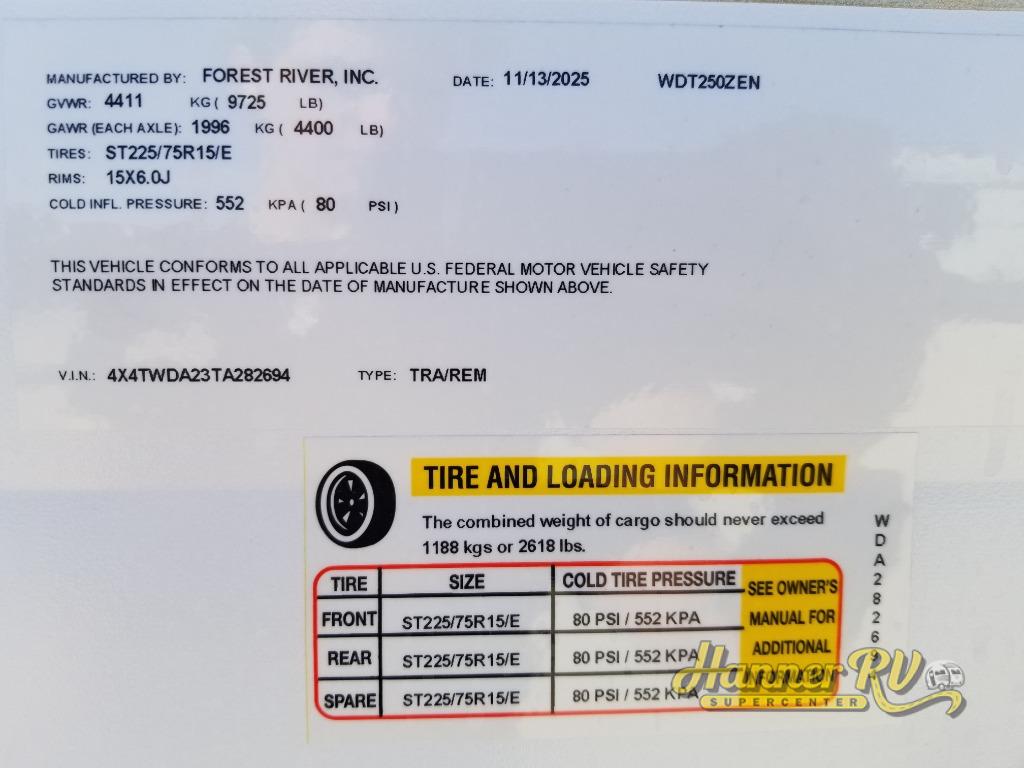 MANUFACTURED BY: FOREST RIVER, INC. DATE: 11/13/2025 WDT250ZEN
GVWR: 4411 KG ( 9725 LB)
GAWR (EACH AXLE): 1996 KG ( 4400 LB)
TIRES: ST225/75R15/E
RIMS: 15X6.0J
COLD INFL. PRESSURE: 552 KPA ( 80 PSI )
THIS VEHICLE CONFORMS TO ALL APPLICABLE U.S. FEDERAL MOTOR VEHICLE SAFETY
STANDARDS IN EFFECT ON THE DATE OF MANUFACTURE SHOWN ABOVE.
V.I.N.: 4X4TWDA23TA282694 TYPE: TRA/REM
TIRE AND LOADING INFORMATION
The combined weight of cargo should never exceed
1188 kgs or 2618 lbs.
TIRE SIZE COLD TIRE PRESSURE
FRONT ST225/75R15/E 80 PSI / 552 KPA
REAR ST225/75R15/E 80 PSI / 552 KPA
SPARE ST225/75R15/E 80 PSI / 552 KPA
SEE OWNER'S
MANUAL FOR
ADDITIONAL
INFORMATION
WDA28269
Hanner RV
SUPERCENTER